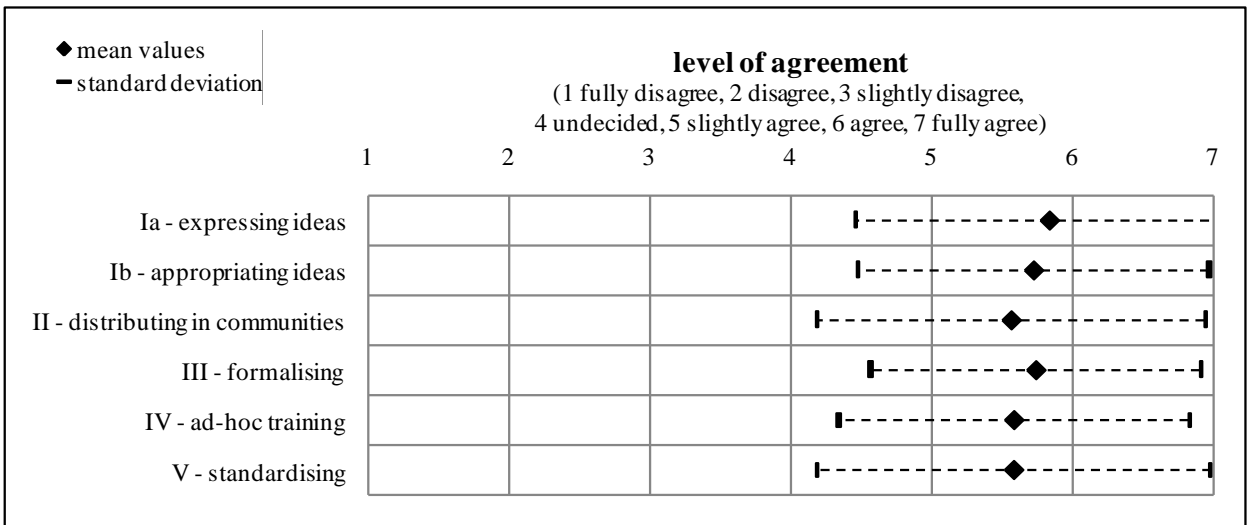 mean values
standard deviation
level of agreement
(1 fully disagree, 2 disagree, 3 slightly disagree,
4 undecided, 5 slightly agree, 6 agree, 7 fully agree)
1 2 3 4 5 6 7
Ia - expressing ideas
Ib - appropriating ideas
II - distributing in communities
III - formalising
IV - ad-hoc training
V - standardising